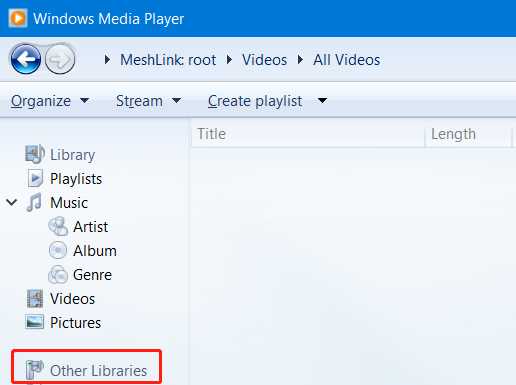 Windows Media Player
MeshLink: root Videos All Videos
Organize Stream Create playlist
Title Length
Library
Playlists
Music
Artist
Album
Genre
Videos
Pictures
Other Libraries